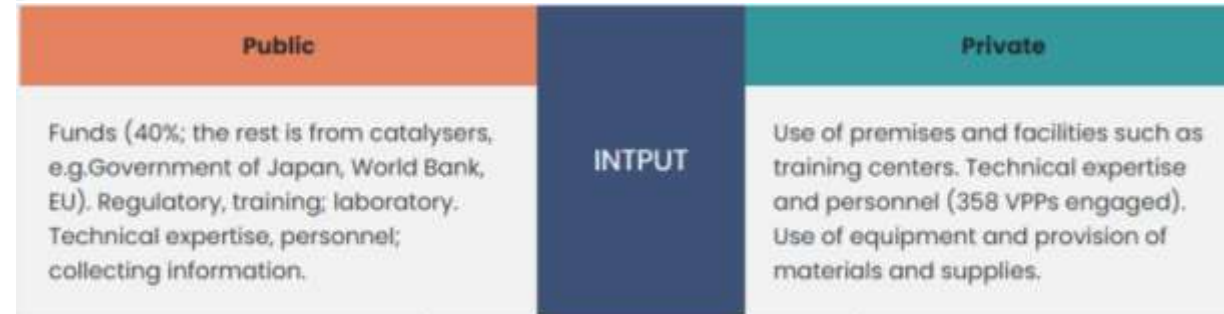 Public
Funds (40%; the rest is from catalysers,
e.g.Government of Japan, World Bank,
EU). Regulatory, training; laboratory.
Technical expertise, personnel;
collecting information.
INTPUT
Private
Use of premises and facilities such as
training centers. Technical expertise
and personnel (358 VPPs engaged).
Use of equipment and provision of
materials and supplies.